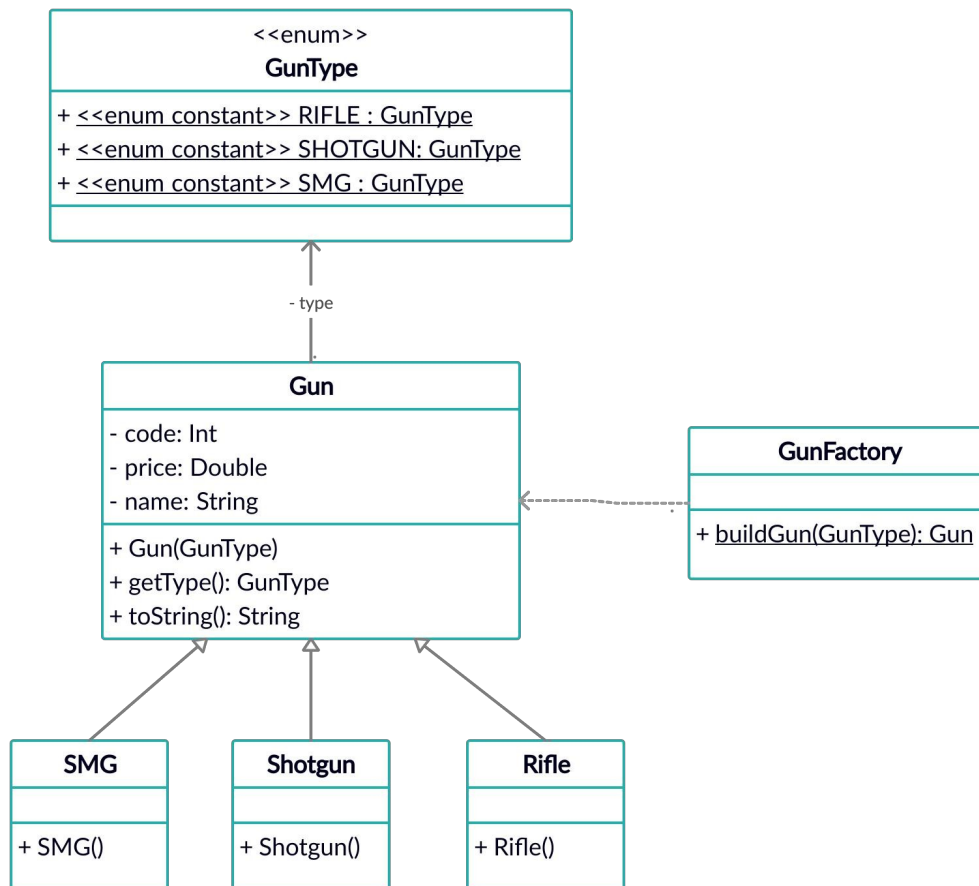 <<enum>>
GunType
+ <<enum constant>> RIFLE : GunType
+ <<enum constant>> SHOTGUN: GunType
+ <<enum constant>> SMG : GunType
- type
Gun
- code: Int
- price: Double
- name: String
+ Gun(GunType)
+ getType(): GunType
+ toString(): String
GunFactory
+ buildGun(GunType): Gun
SMG
+ SMG()
Shotgun
+ Shotgun()
Rifle
+ Rifle()